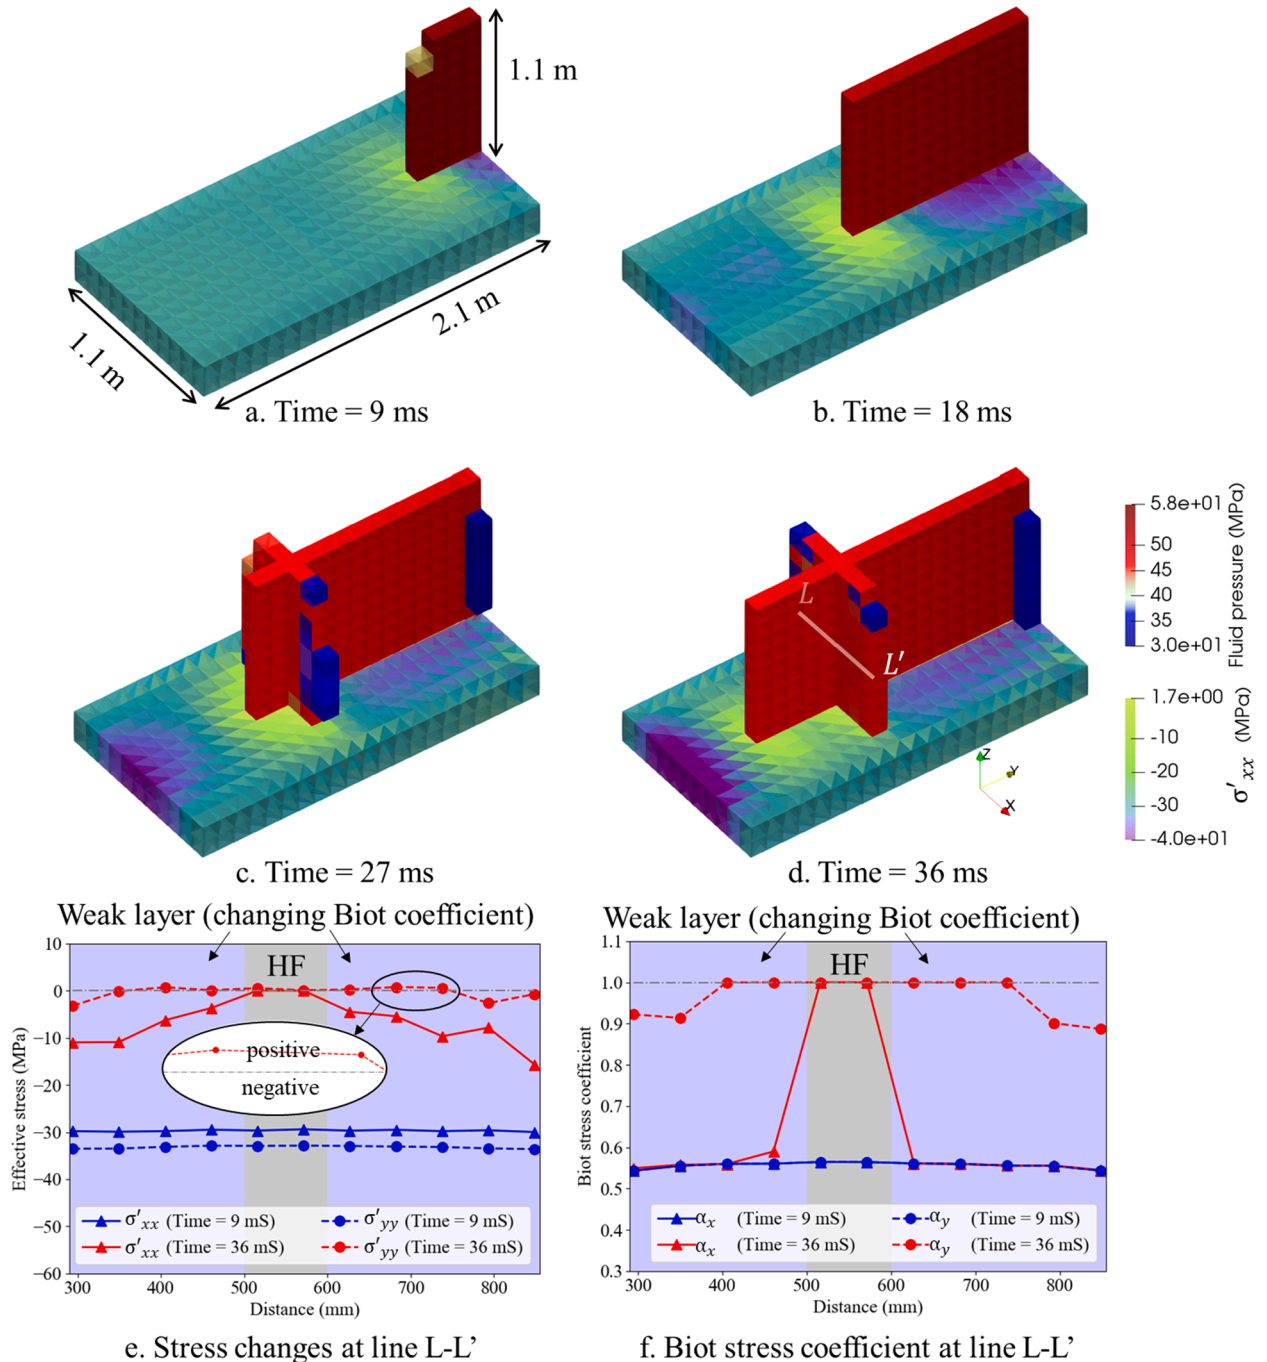 1.1 m
1.1 m
2.1 m
a. Time = 9 ms
b. Time = 18 ms
5.8e+01
50
45
40
35
3.0e+01
Fluid pressure (MPa)
L
L′
1.7e+00
-10
-20
-30
-4.0e+01
σ′xx (MPa)
Z
Y
X
c. Time = 27 ms
d. Time = 36 ms
Weak layer (changing Biot coefficient)
HF
10
0
−10
−20
−30
−40
−50
−60
Effective stress (MPa)
positive
negative
σ′xx (Time = 9 mS)
σ′yy (Time = 9 mS)
σ′xx (Time = 36 mS)
σ′yy (Time = 36 mS)
300 400 500 600 700 800
Distance (mm)
e. Stress changes at line L-L’
Weak layer (changing Biot coefficient)
HF
1.1
1.0
0.9
0.8
0.7
0.6
0.5
0.4
0.3
Biot stress coefficient
αx (Time = 9 mS)
αy (Time = 9 mS)
αx (Time = 36 mS)
αy (Time = 36 mS)
300 400 500 600 700 800
Distance (mm)
f. Biot stress coefficient at line L-L’